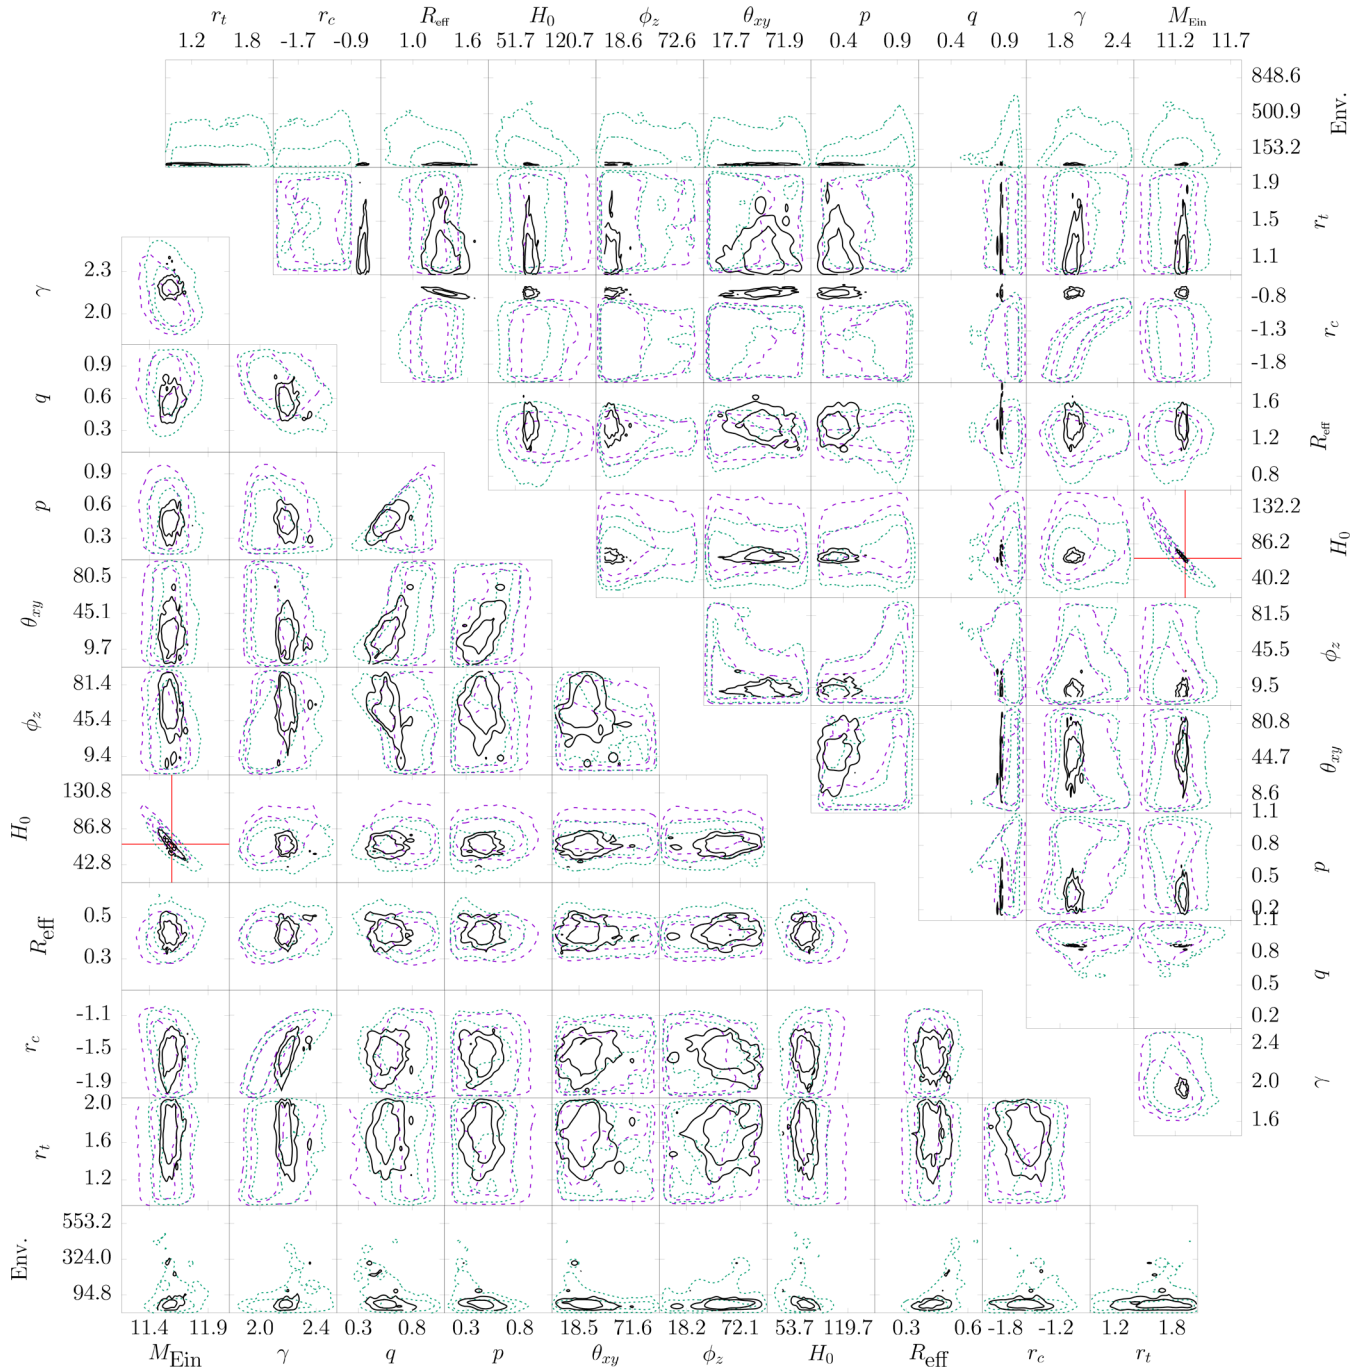 r_t r_c R_eff H_0 ϕ_z θ_xy p q γ M_Ein
1.2 1.8 -1.7 -0.9 1.0 1.6 51.7 120.7 18.6 72.6 17.7 71.9 0.4 0.9 0.4 0.9 1.8 2.4 11.2 11.7
848.6
500.9 Env.
153.2
1.9
1.5 r_t
1.1
2.3
γ
2.0
-0.8
-1.3 r_c
-1.8
0.9
q 0.6
0.3
1.6
1.2 R_eff
0.8
0.9
p 0.6
0.3
132.2
86.2 H_0
40.2
80.5
θ_xy 45.1
9.7
81.5
45.5 ϕ_z
9.5
81.4
ϕ_z 45.4
9.4
80.8
44.7 θ_xy
8.6
130.8
H_0 86.8
42.8
1.1
0.8
0.5 p
0.2
0.5
R_eff
0.3
1.1
0.8
0.5 q
0.2
-1.1
r_c -1.5
-1.9
2.4
2.0 γ
1.6
2.0
r_t 1.6
1.2
553.2
Env. 324.0
94.8
11.4 11.9 2.0 2.4 0.3 0.8 0.3 0.8 18.5 71.6 18.2 72.1 53.7 119.7 0.3 0.6 -1.8 -1.2 1.2 1.8
M_Ein γ q p θ_xy ϕ_z H_0 R_eff r_c r_t